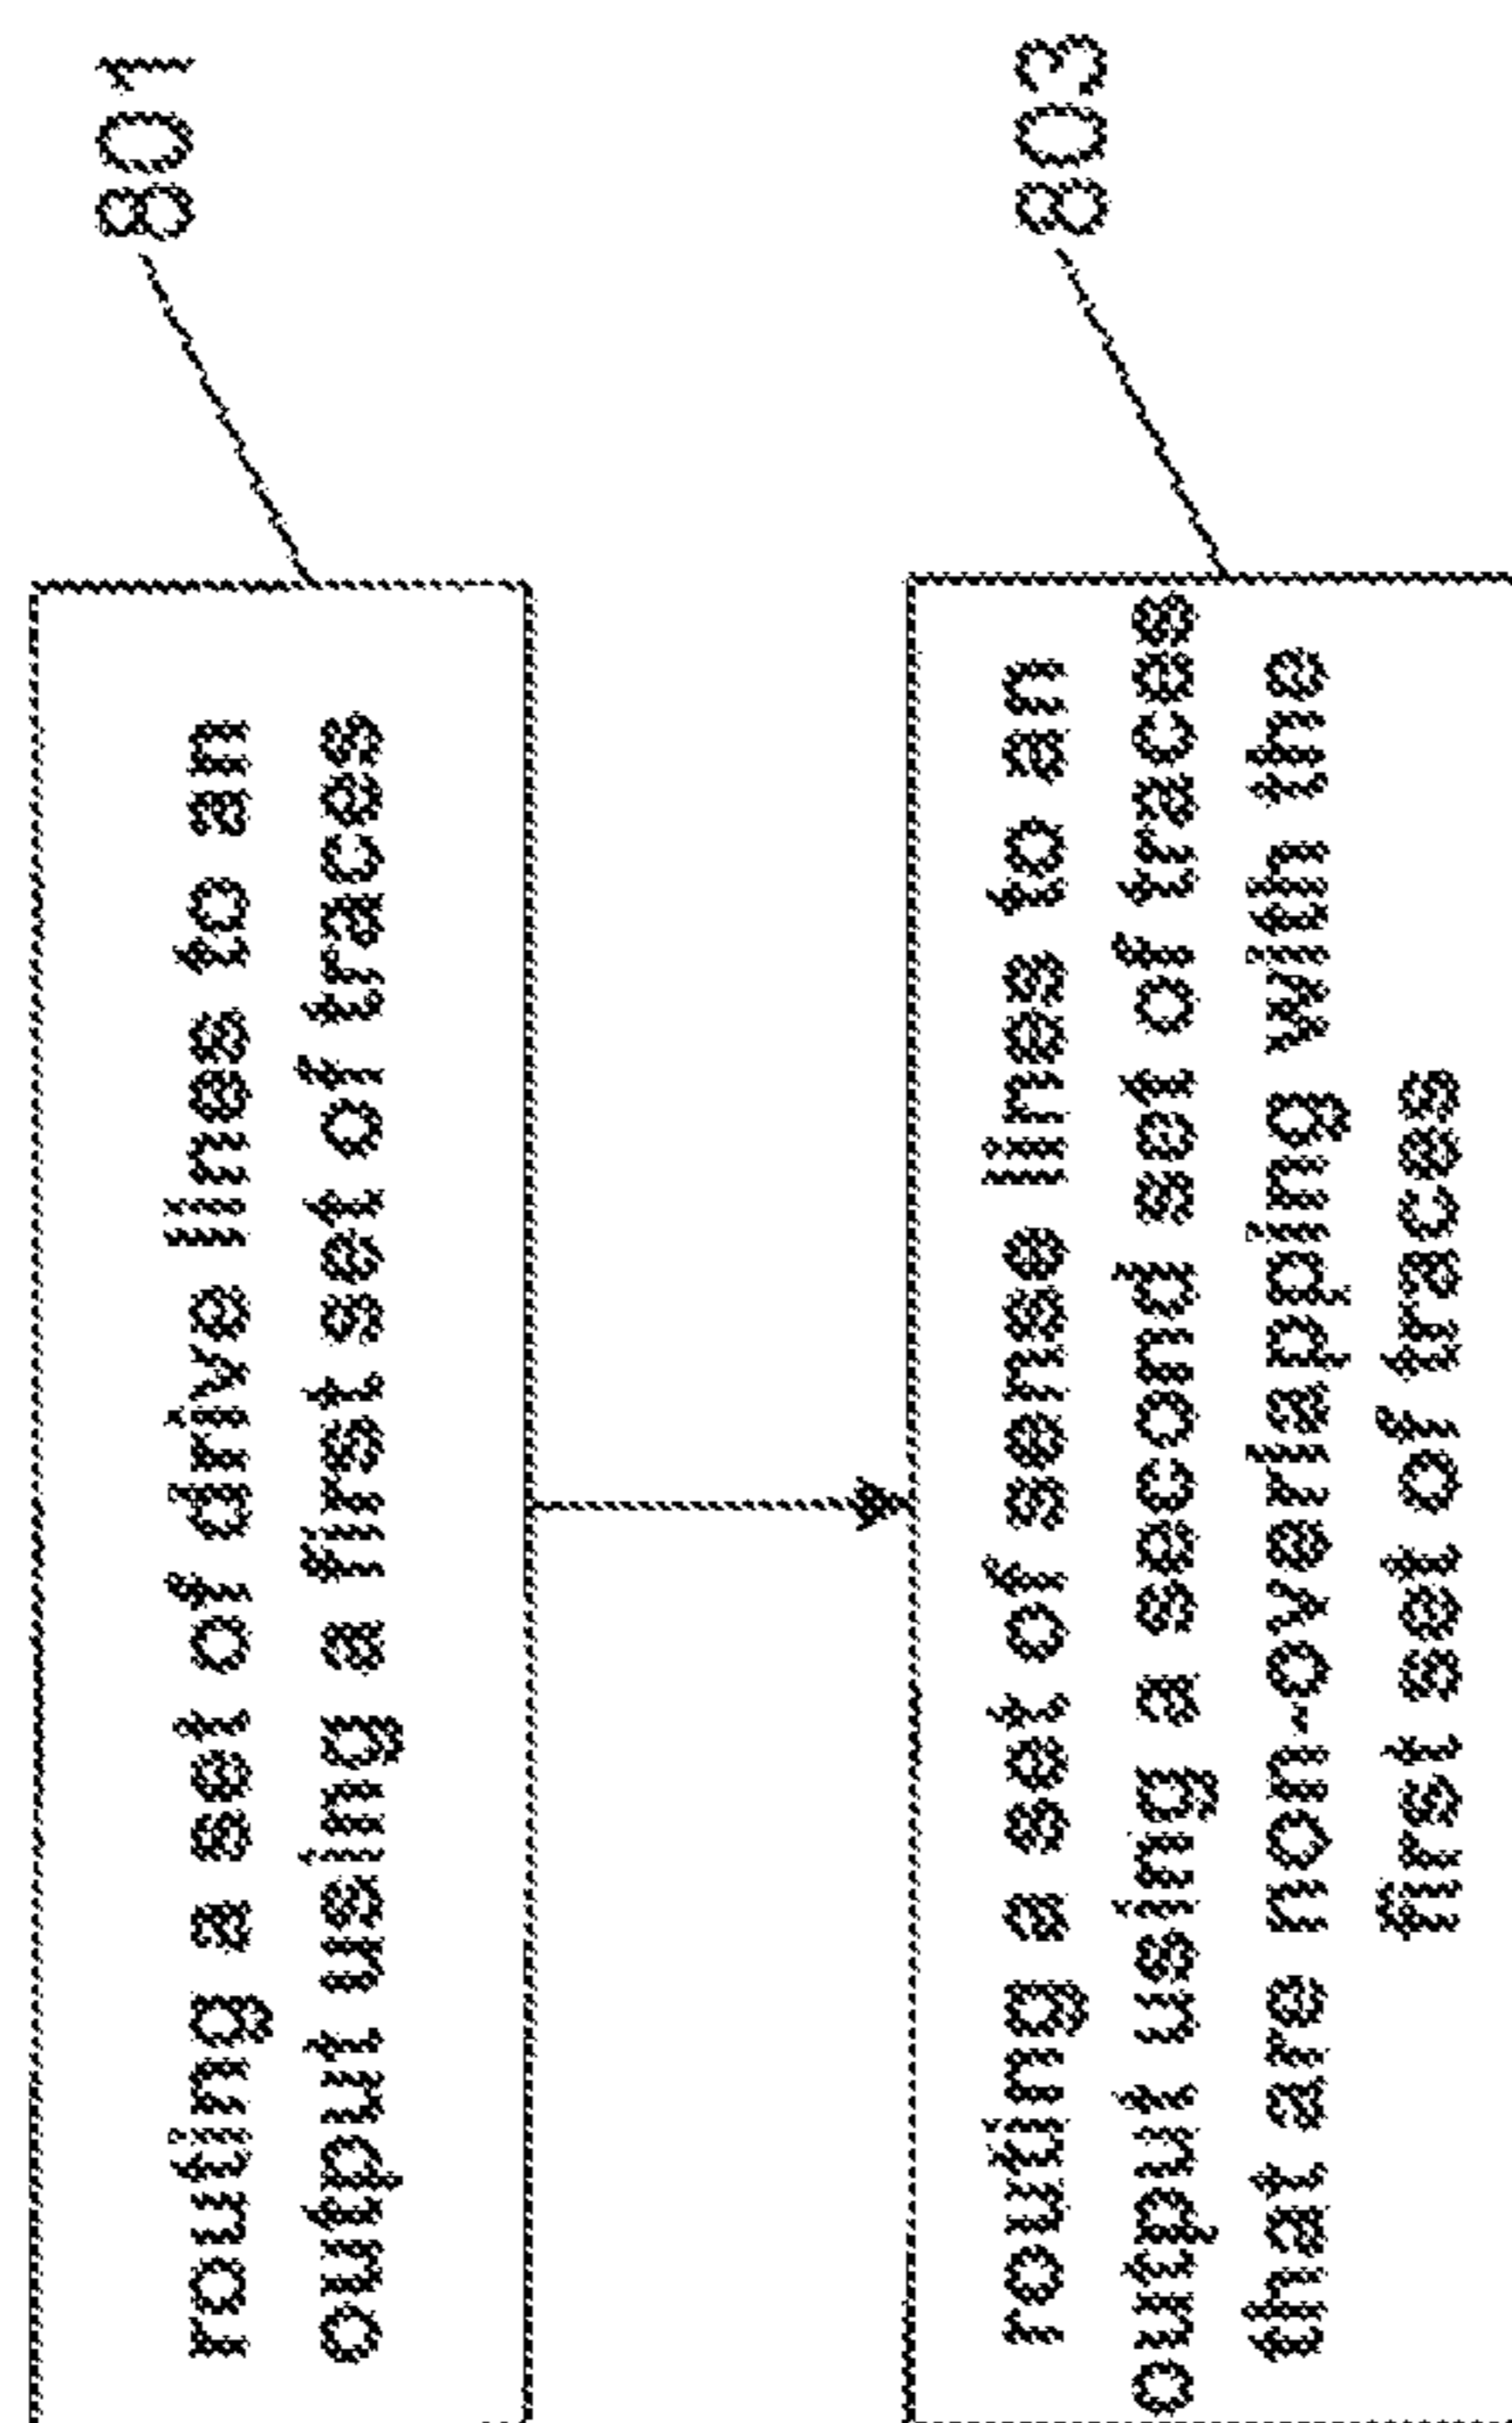 801
routing a set of drive lines to an
output using a first set of traces
803
routing a set of sense lines to an
output using a second set of traces
that are non-overlapping with the
first set of traces